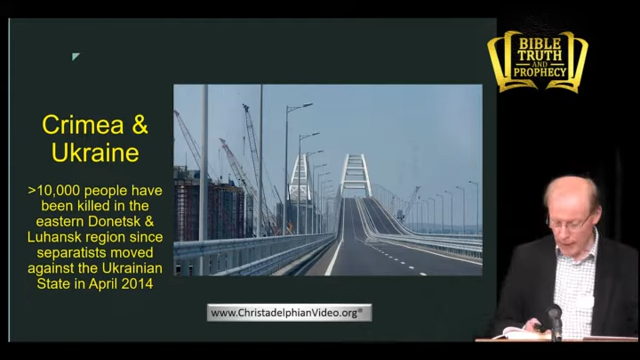 Crimea &
Ukraine
>10,000 people have
been killed in the
eastern Donetsk &
Luhansk region since
separatists moved
against the Ukrainian
State in April 2014
www.ChristadelphianVideo.org®
BIBLE
TRUTH
AND
PROPHECY